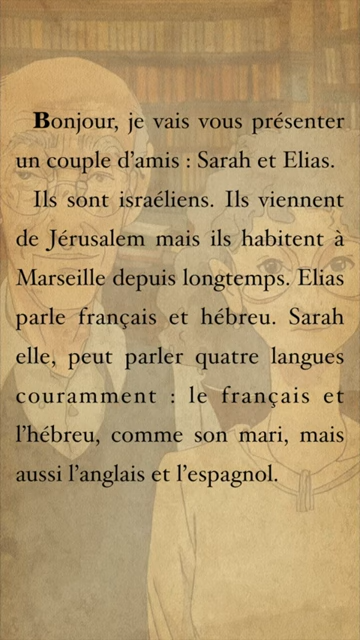 Bonjour, je vais vous présenter
un couple d’amis : Sarah et Elias.
Ils sont israéliens. Ils viennent
de Jérusalem mais ils habitent à
Marseille depuis longtemps. Elias
parle français et hébreu. Sarah
elle, peut parler quatre langues
couramment : le français et
l’hébreu, comme son mari, mais
aussi l’anglais et l’espagnol.